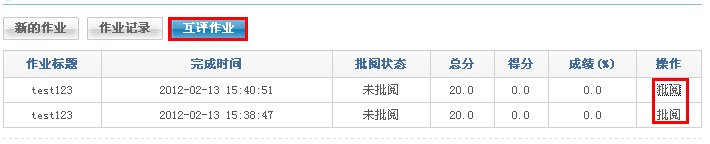 新的作业 作业记录 互评作业
作业标题 完成时间 批阅状态 总分 得分 成绩(%) 操作
test123 2012-02-13 15:40:51 未批阅 20.0 0.0 0.0 批阅
test123 2012-02-13 15:38:47 未批阅 20.0 0.0 0.0 批阅